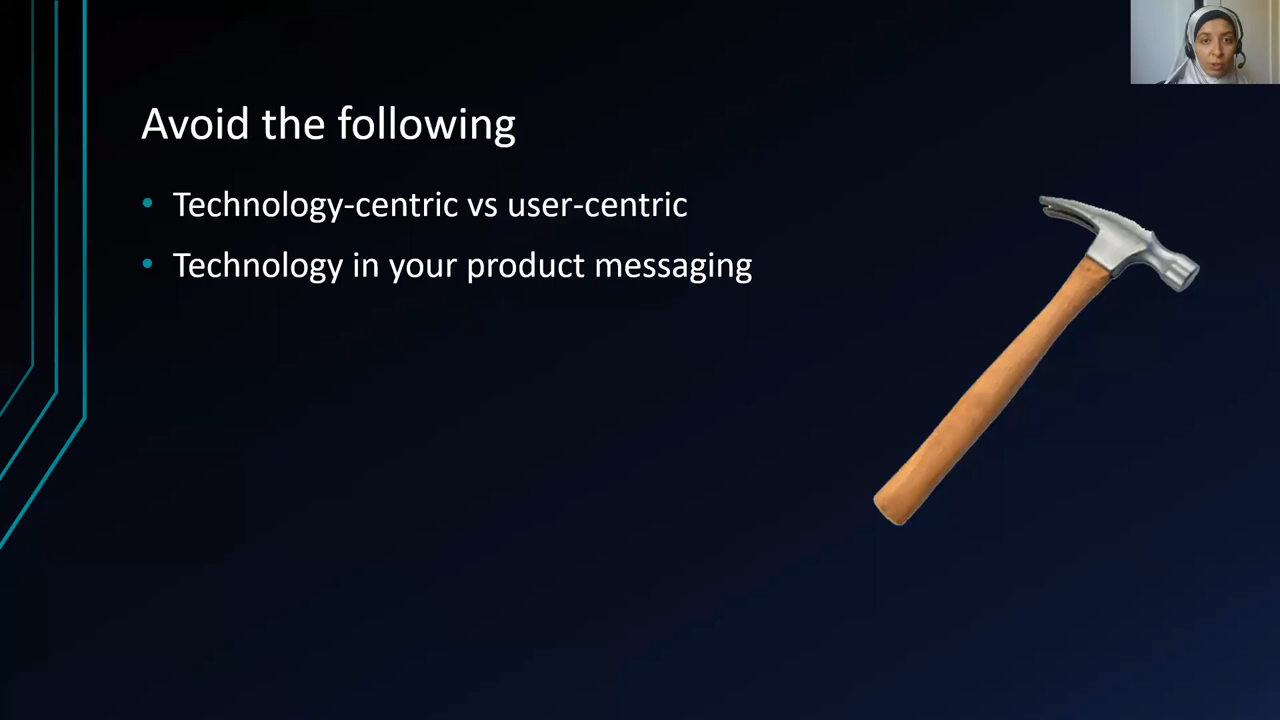 Avoid the following
• Technology-centric vs user-centric
• Technology in your product messaging